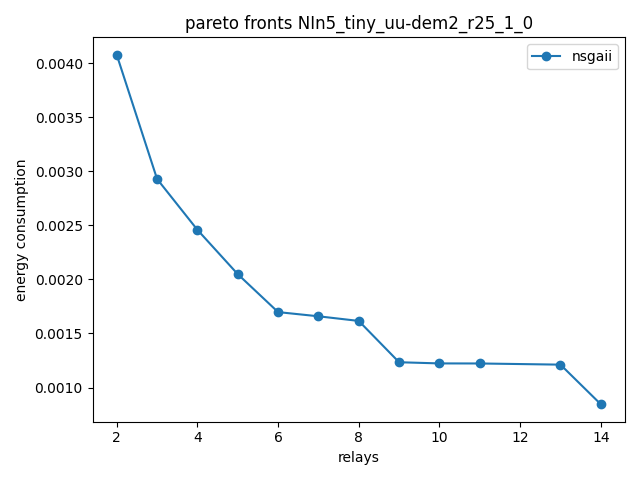 pareto fronts NIn5_tiny_uu-dem2_r25_1_0
nsgaii
0.0040
0.0035
0.0030
0.0025
0.0020
0.0015
0.0010
energy consumption
2 4 6 8 10 12 14
relays